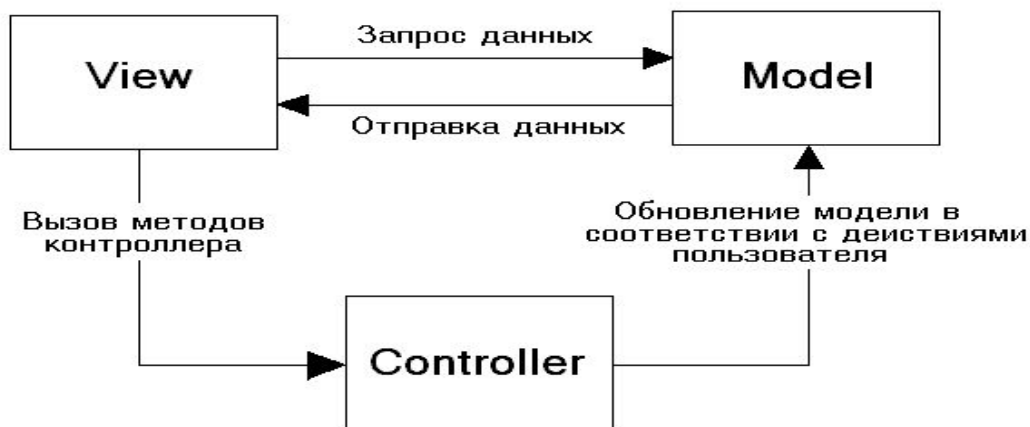 Запрос данных
View
Model
Отправка данных
Вызов методов
контроллера
Обновление модели в
соответствии с деиствиями
пользователя
Controller